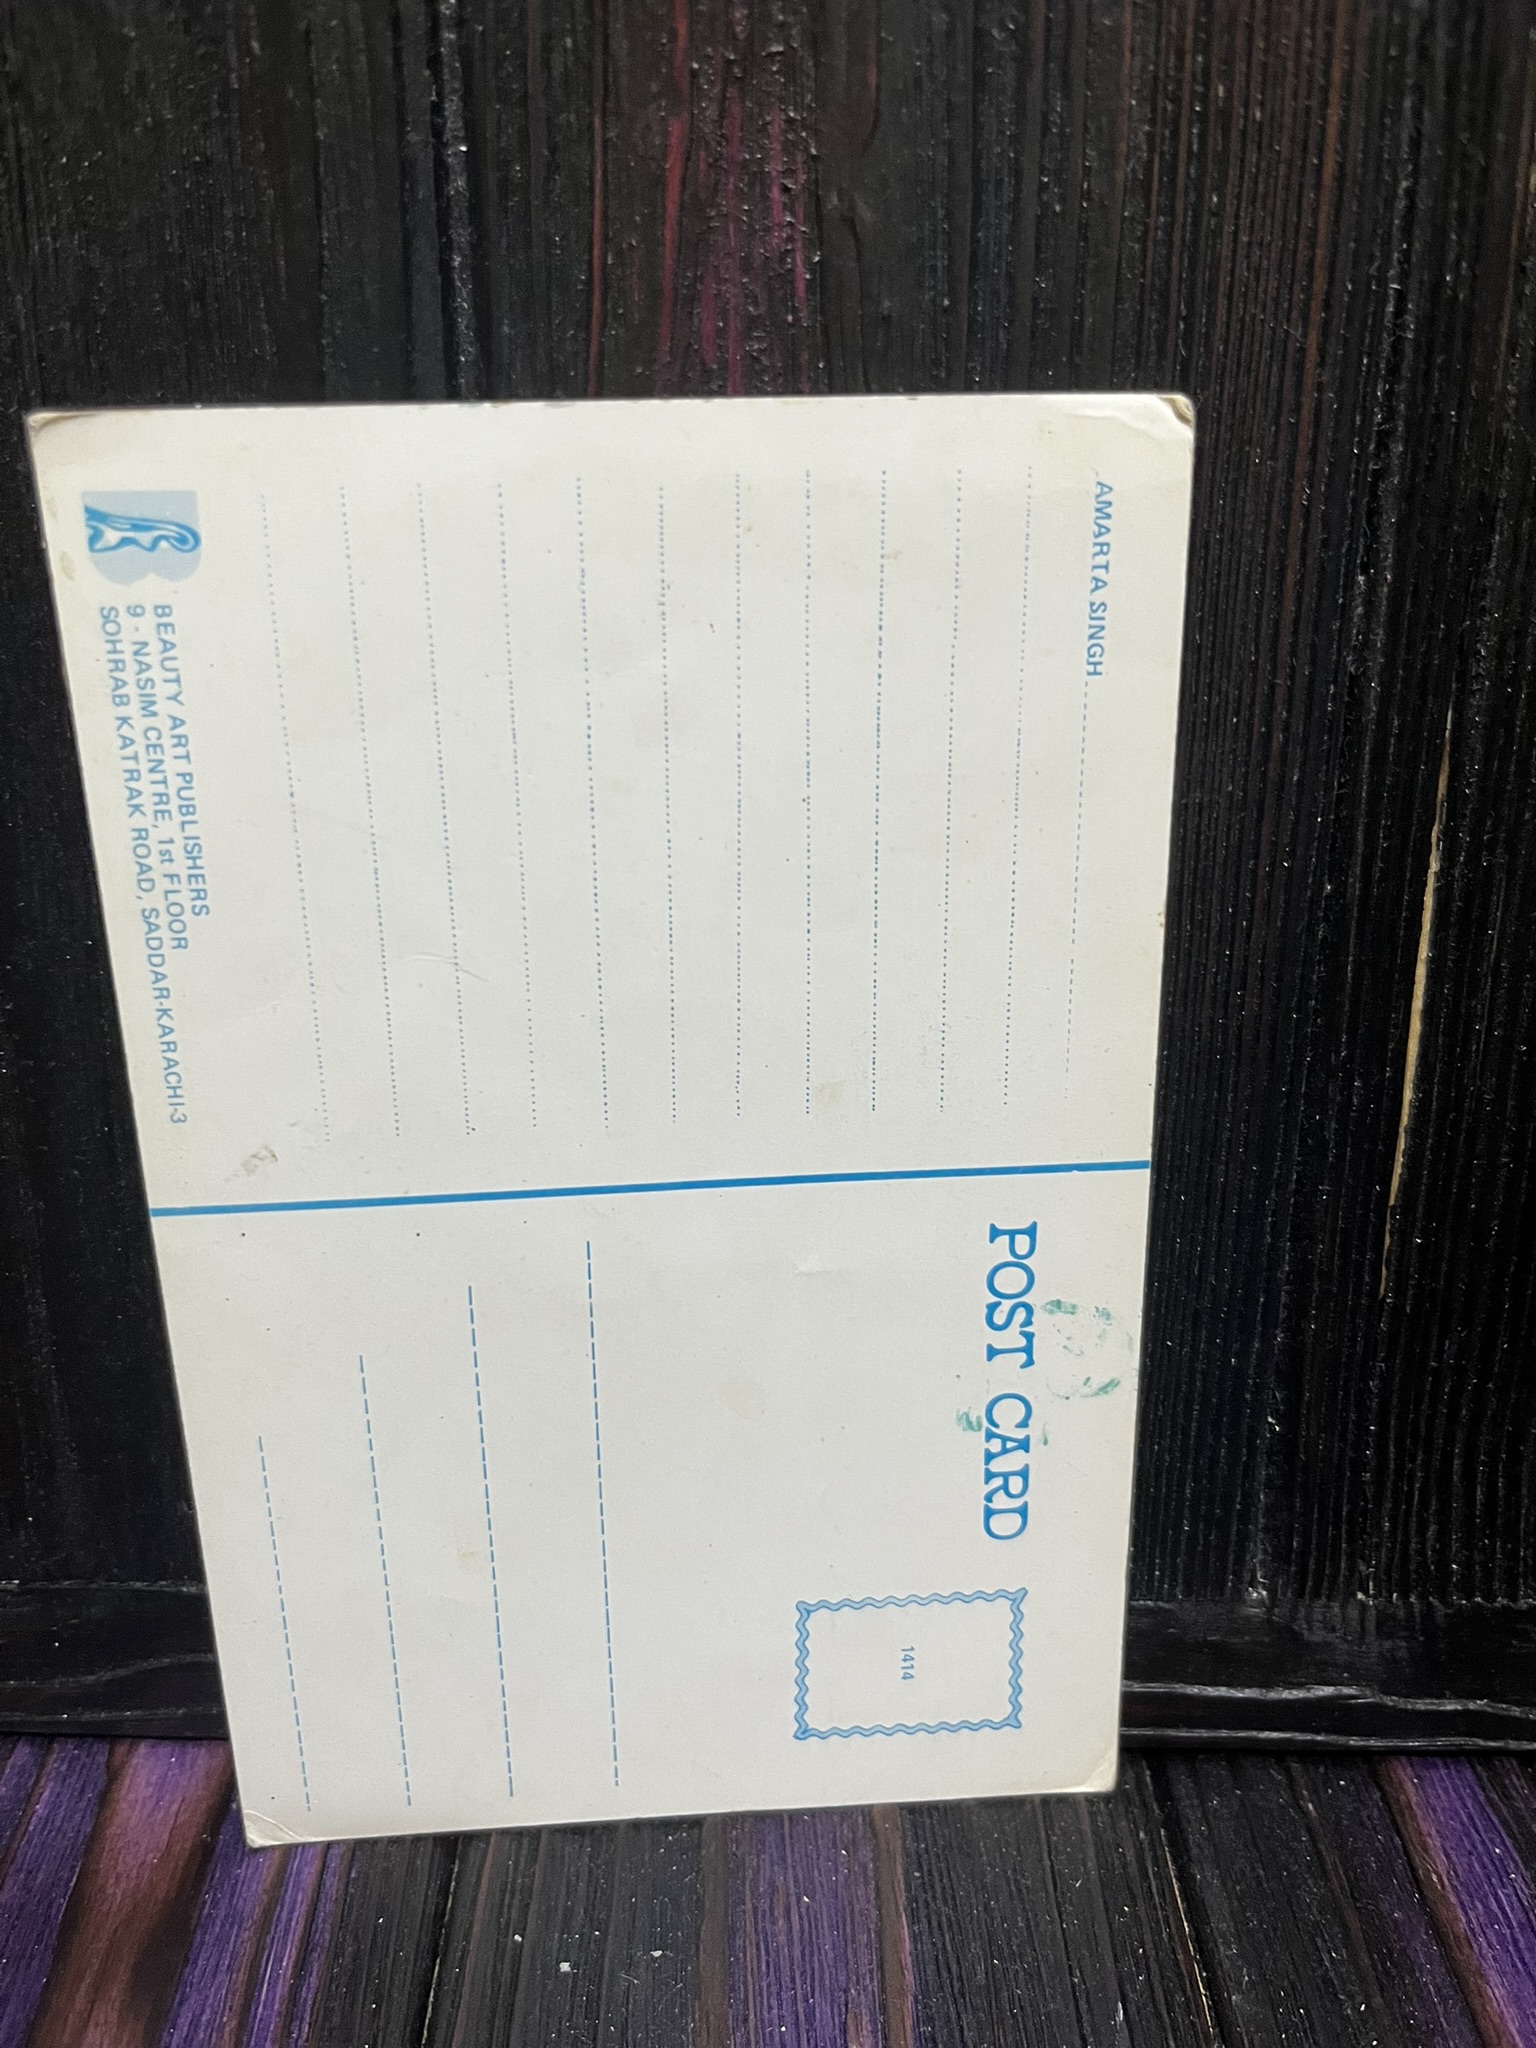 AMARTA SINGH
BEAUTY ART PUBLISHERS
9 - NASIM CENTRE, 1st FLOOR
SOHRAB KATRAK ROAD, SADDAR-KARACHI-3
POST CARD
1414